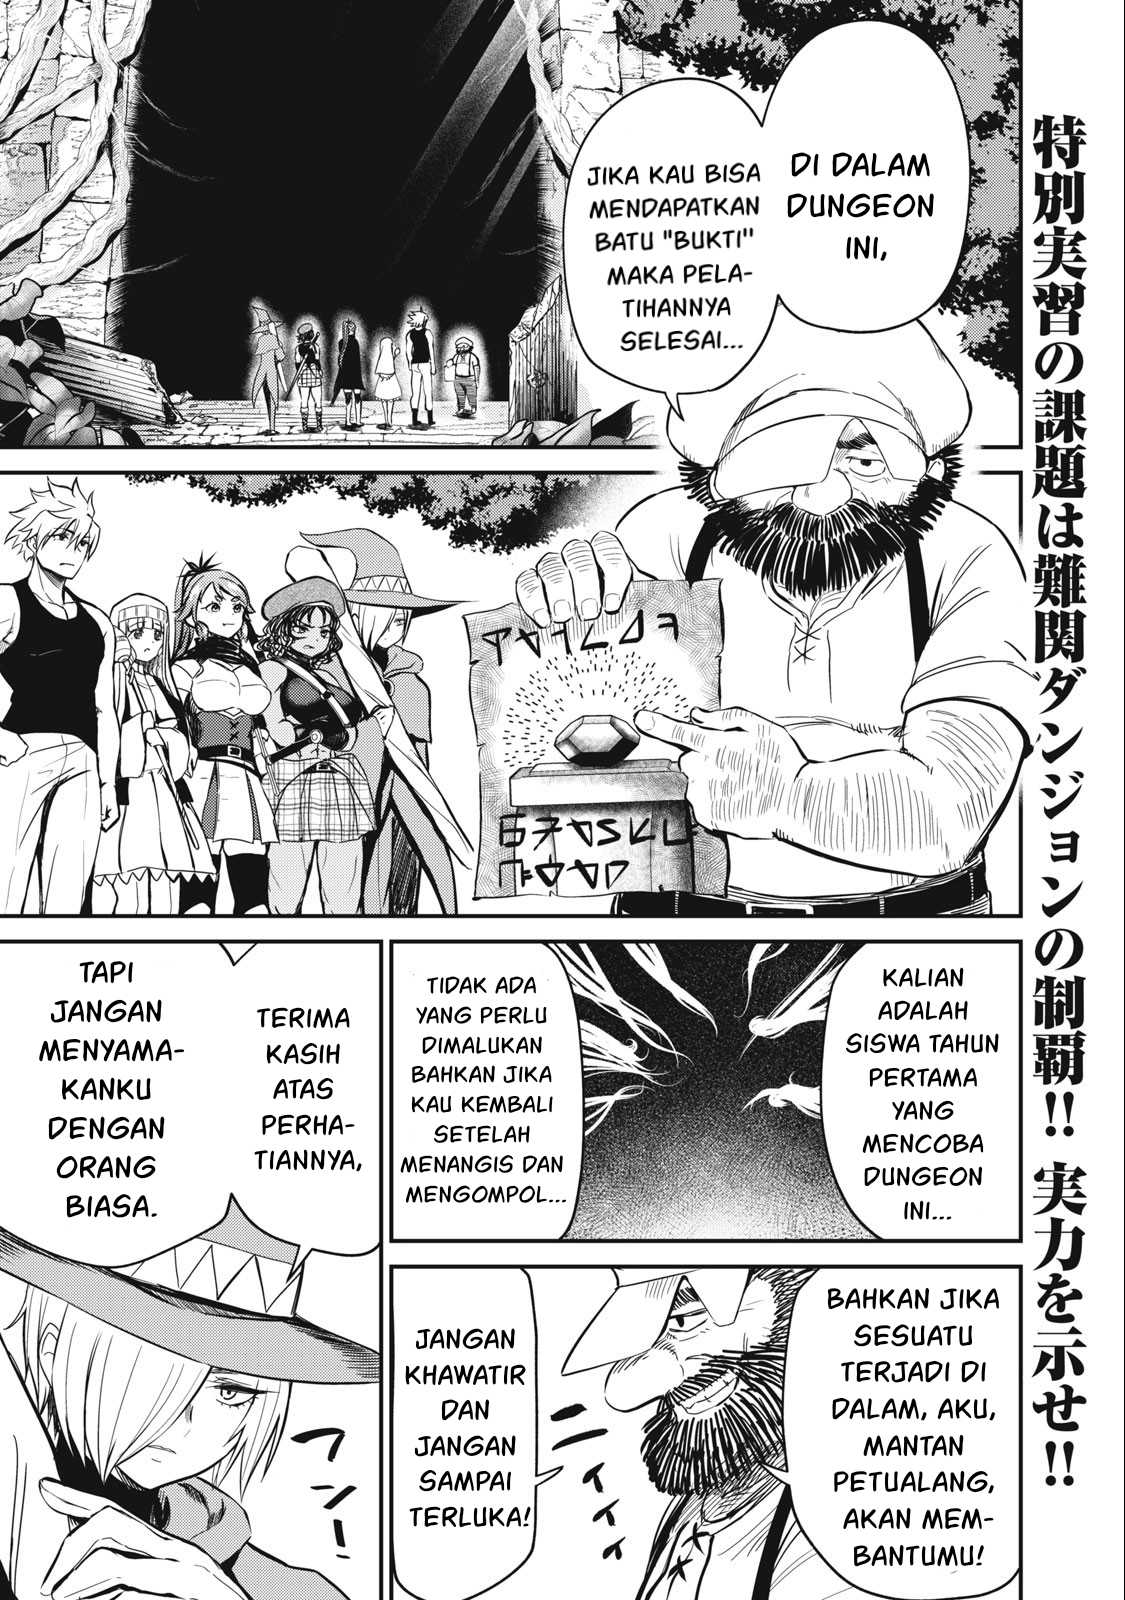 特別実習の課題は難関ダンジョンの制覇!! 実力を示せ!!
DI DALAM
DUNGEON
INI,
JIKA KAU BISA
MENDAPATKAN
BATU "BUKTI"
MAKA PELA-
TIHANNYA
SELESAI...
KALIAN
ADALAH
SISWA TAHUN
PERTAMA
YANG
MENCOBA
DUNGEON
INI...
TIDAK ADA
YANG PERLU
DIMALUKAN
BAHKAN JIKA
KAU KEMBALI
SETELAH
MENANGIS DAN
MENGOMPOL...
BAHKAN JIKA
SESUATU
TERJADI DI
DALAM, AKU,
MANTAN
PETUALANG,
AKAN MEM-
BANTUMU!
JANGAN
KHAWATIR
DAN
JANGAN
SAMPAI
TERLUKA!
ニイイイ
TERIMA
KASIH
ATAS
PERHA-
TIANNYA,
TAPI
JANGAN
MENYAMA-
KANKU
DENGAN
ORANG
BIASA.
フン